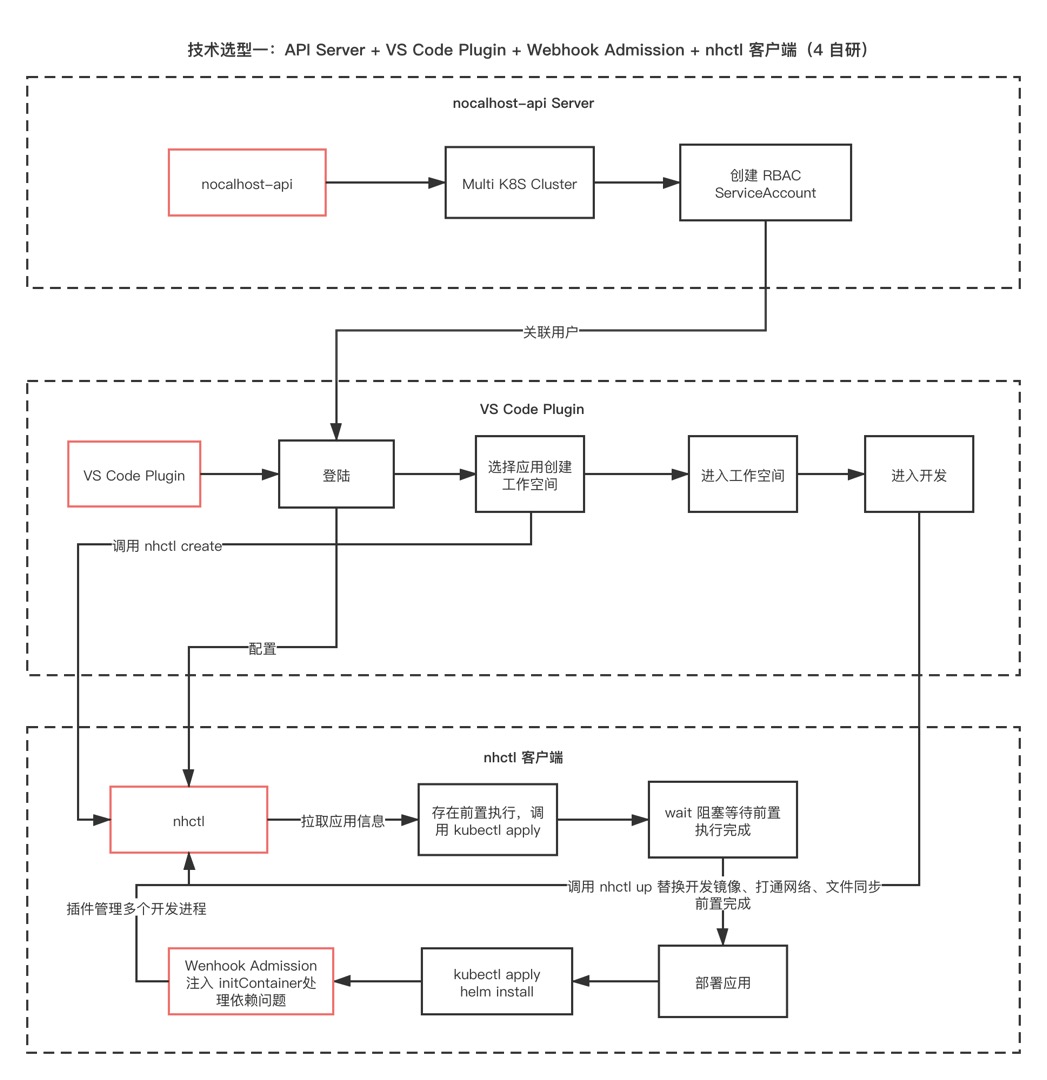 技术选型一：API Server + VS Code Plugin + Webhook Admission + nhctl 客户端（4 自研）
nocalhost-api Server
nocalhost-api
Multi K8S Cluster
创建 RBAC
ServiceAccount
关联用户
VS Code Plugin
VS Code Plugin
登陆
选择应用创建
工作空间
进入工作空间
进入开发
调用 nhctl create
配置
nhctl 客户端
nhctl
拉取应用信息
存在前置执行，调
用 kubectl apply
wait 阻塞等待前置
执行完成
调用 nhctl up 替换开发镜像、打通网络、文件同步
前置完成
插件管理多个开发进程
Wenhook Admission
注入 initContainer处
理依赖问题
kubectl apply
helm install
部署应用